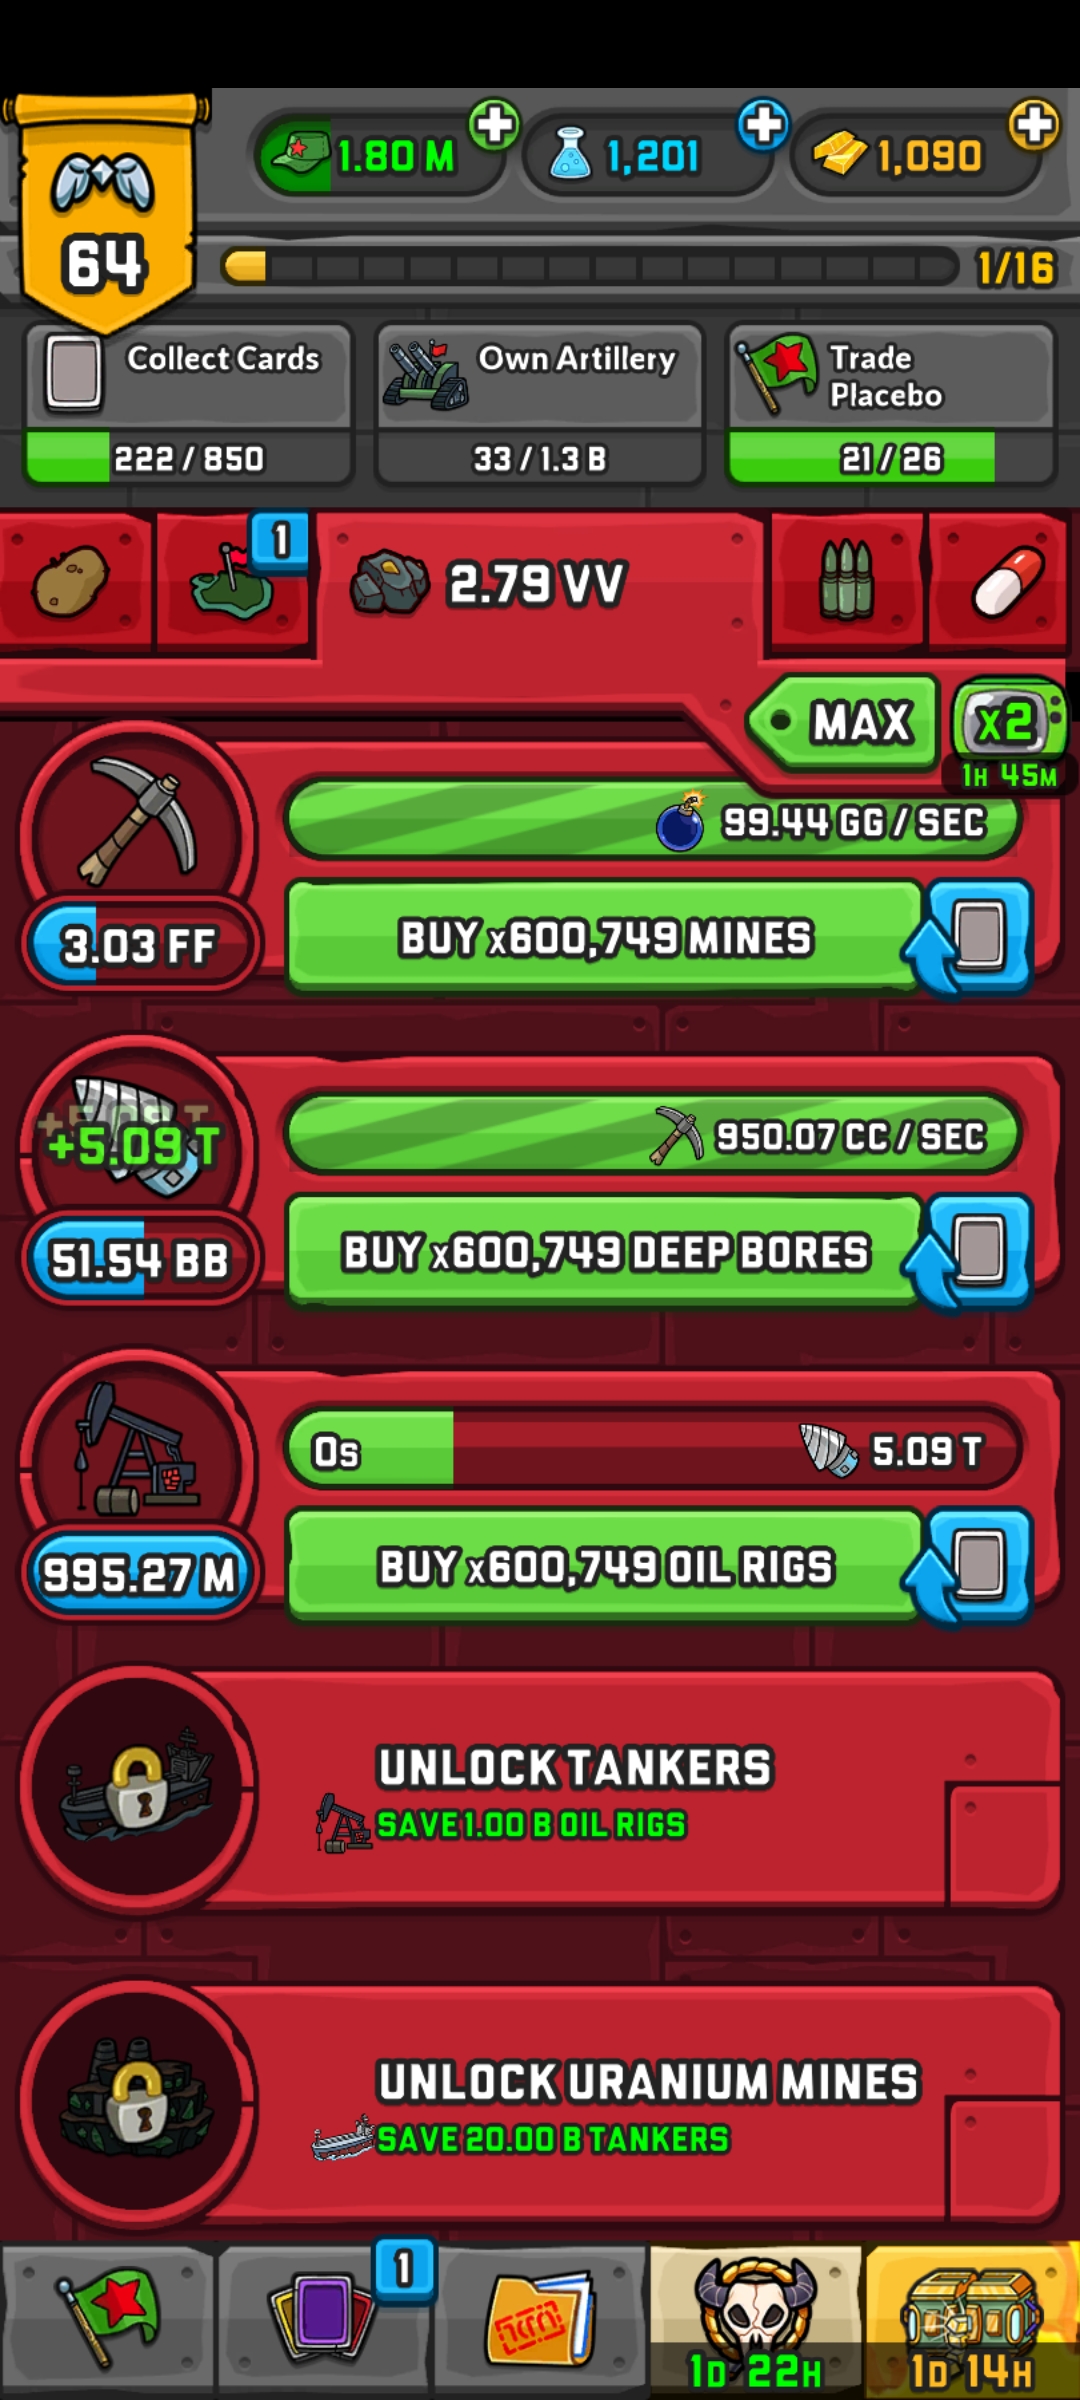 64
1.80 M
1,201
1,090
1/16
Collect Cards
222 / 850
Own Artillery
33 / 1.3 B
Trade
Placebo
21 / 26
1
2.79 VV
MAX
x2
1H 45M
99.44 GG / SEC
3.03 FF
BUY x600,749 MINES
+5.09 T
950.07 CC / SEC
51.54 BB
BUY x600,749 DEEP BORES
0s
5.09 T
995.27 M
BUY x600,749 OIL RIGS
UNLOCK TANKERS
SAVE 1.00 B OIL RIGS
UNLOCK URANIUM MINES
SAVE 20.00 B TANKERS
1
1D 22H
1D 14H